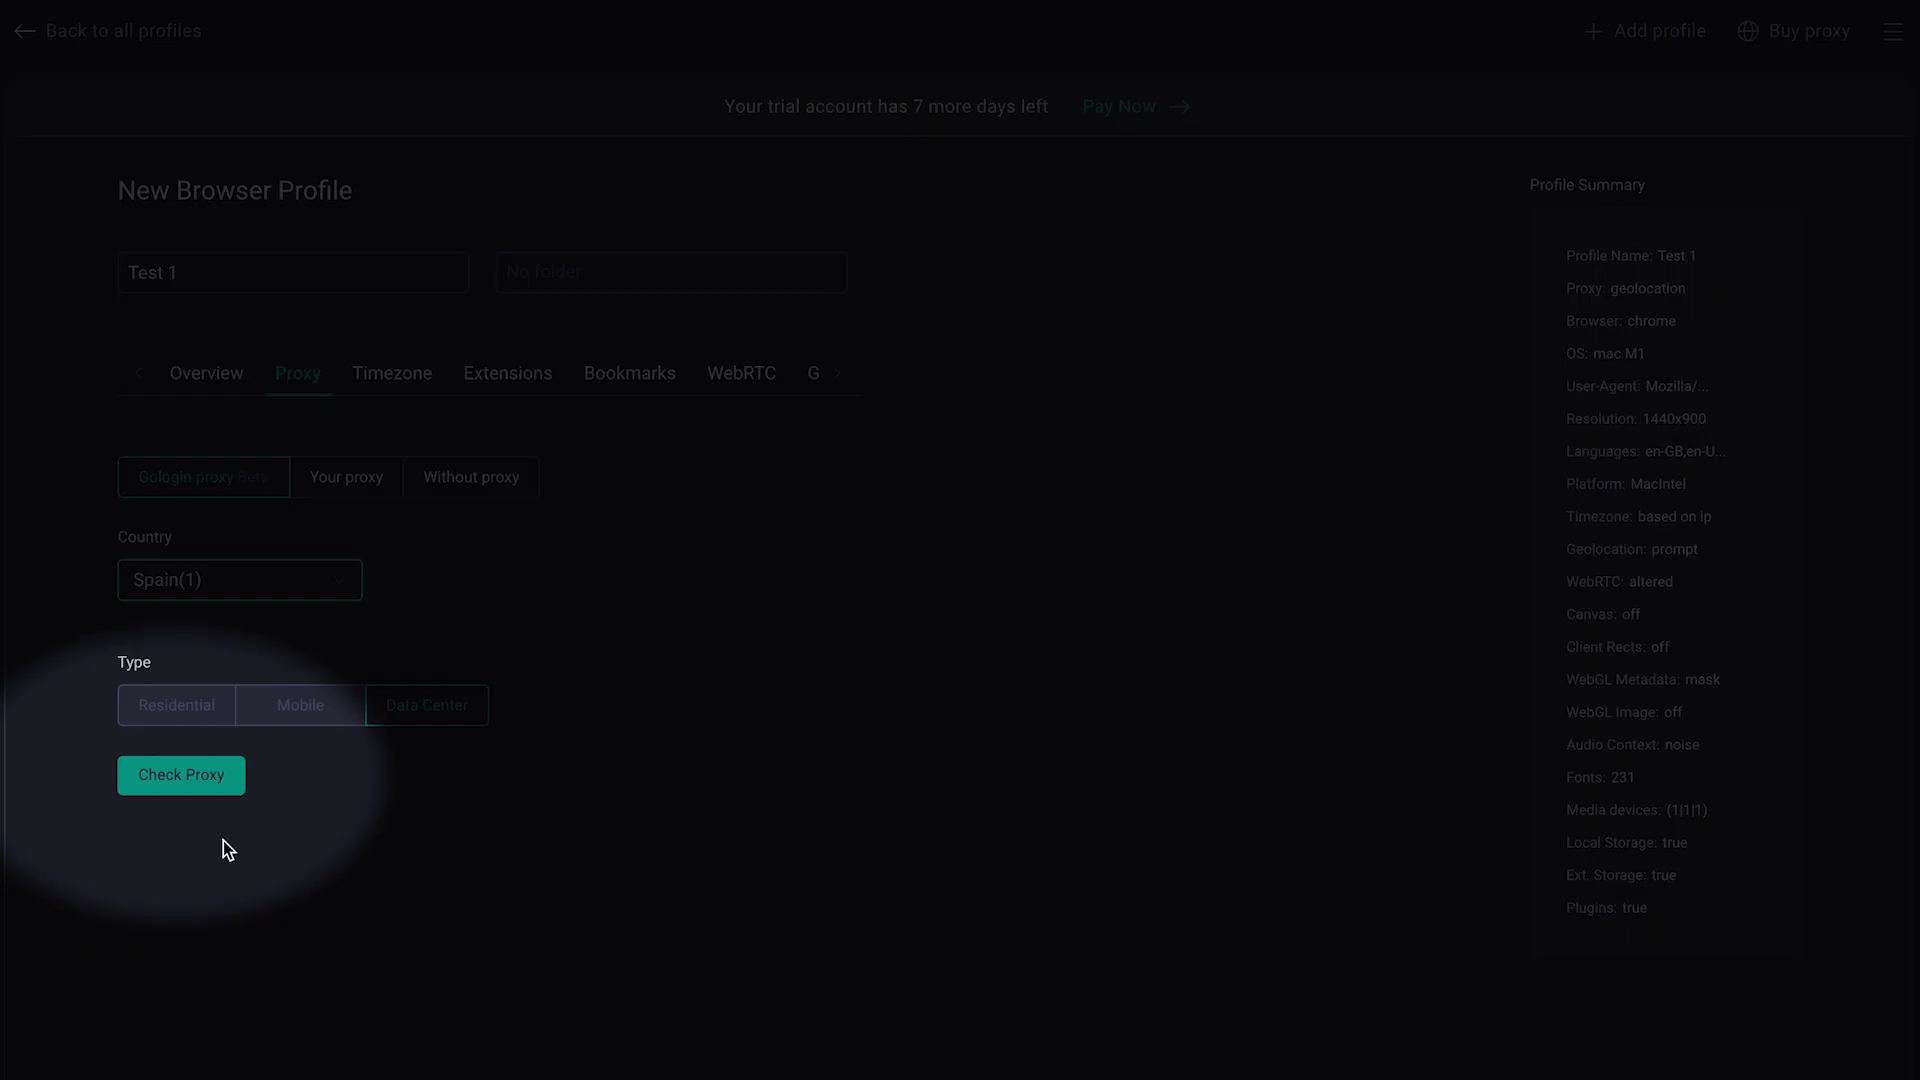 Back to all profiles
Add profile
Buy proxy
Your trial account has 7 more days left Pay Now
New Browser Profile
Test 1
No folder
Overview Proxy Timezone Extensions Bookmarks WebRTC G
Gologin proxy Beta Your proxy Without proxy
Country
Spain(1)
Type
Residential Mobile Data Center
Check Proxy
Profile Summary
Profile Name: Test 1
Proxy: geolocation
Browser: chrome
OS: mac M1
User-Agent: Mozilla/...
Resolution: 1440x900
Languages: en-GB,en-U...
Platform: MacIntel
Timezone: based on ip
Geolocation: prompt
WebRTC: altered
Canvas: off
Client Rects: off
WebGL Metadata: mask
WebGL Image: off
Audio Context: noise
Fonts: 231
Media devices: (1|1|1)
Local Storage: true
Ext. Storage: true
Plugins: true